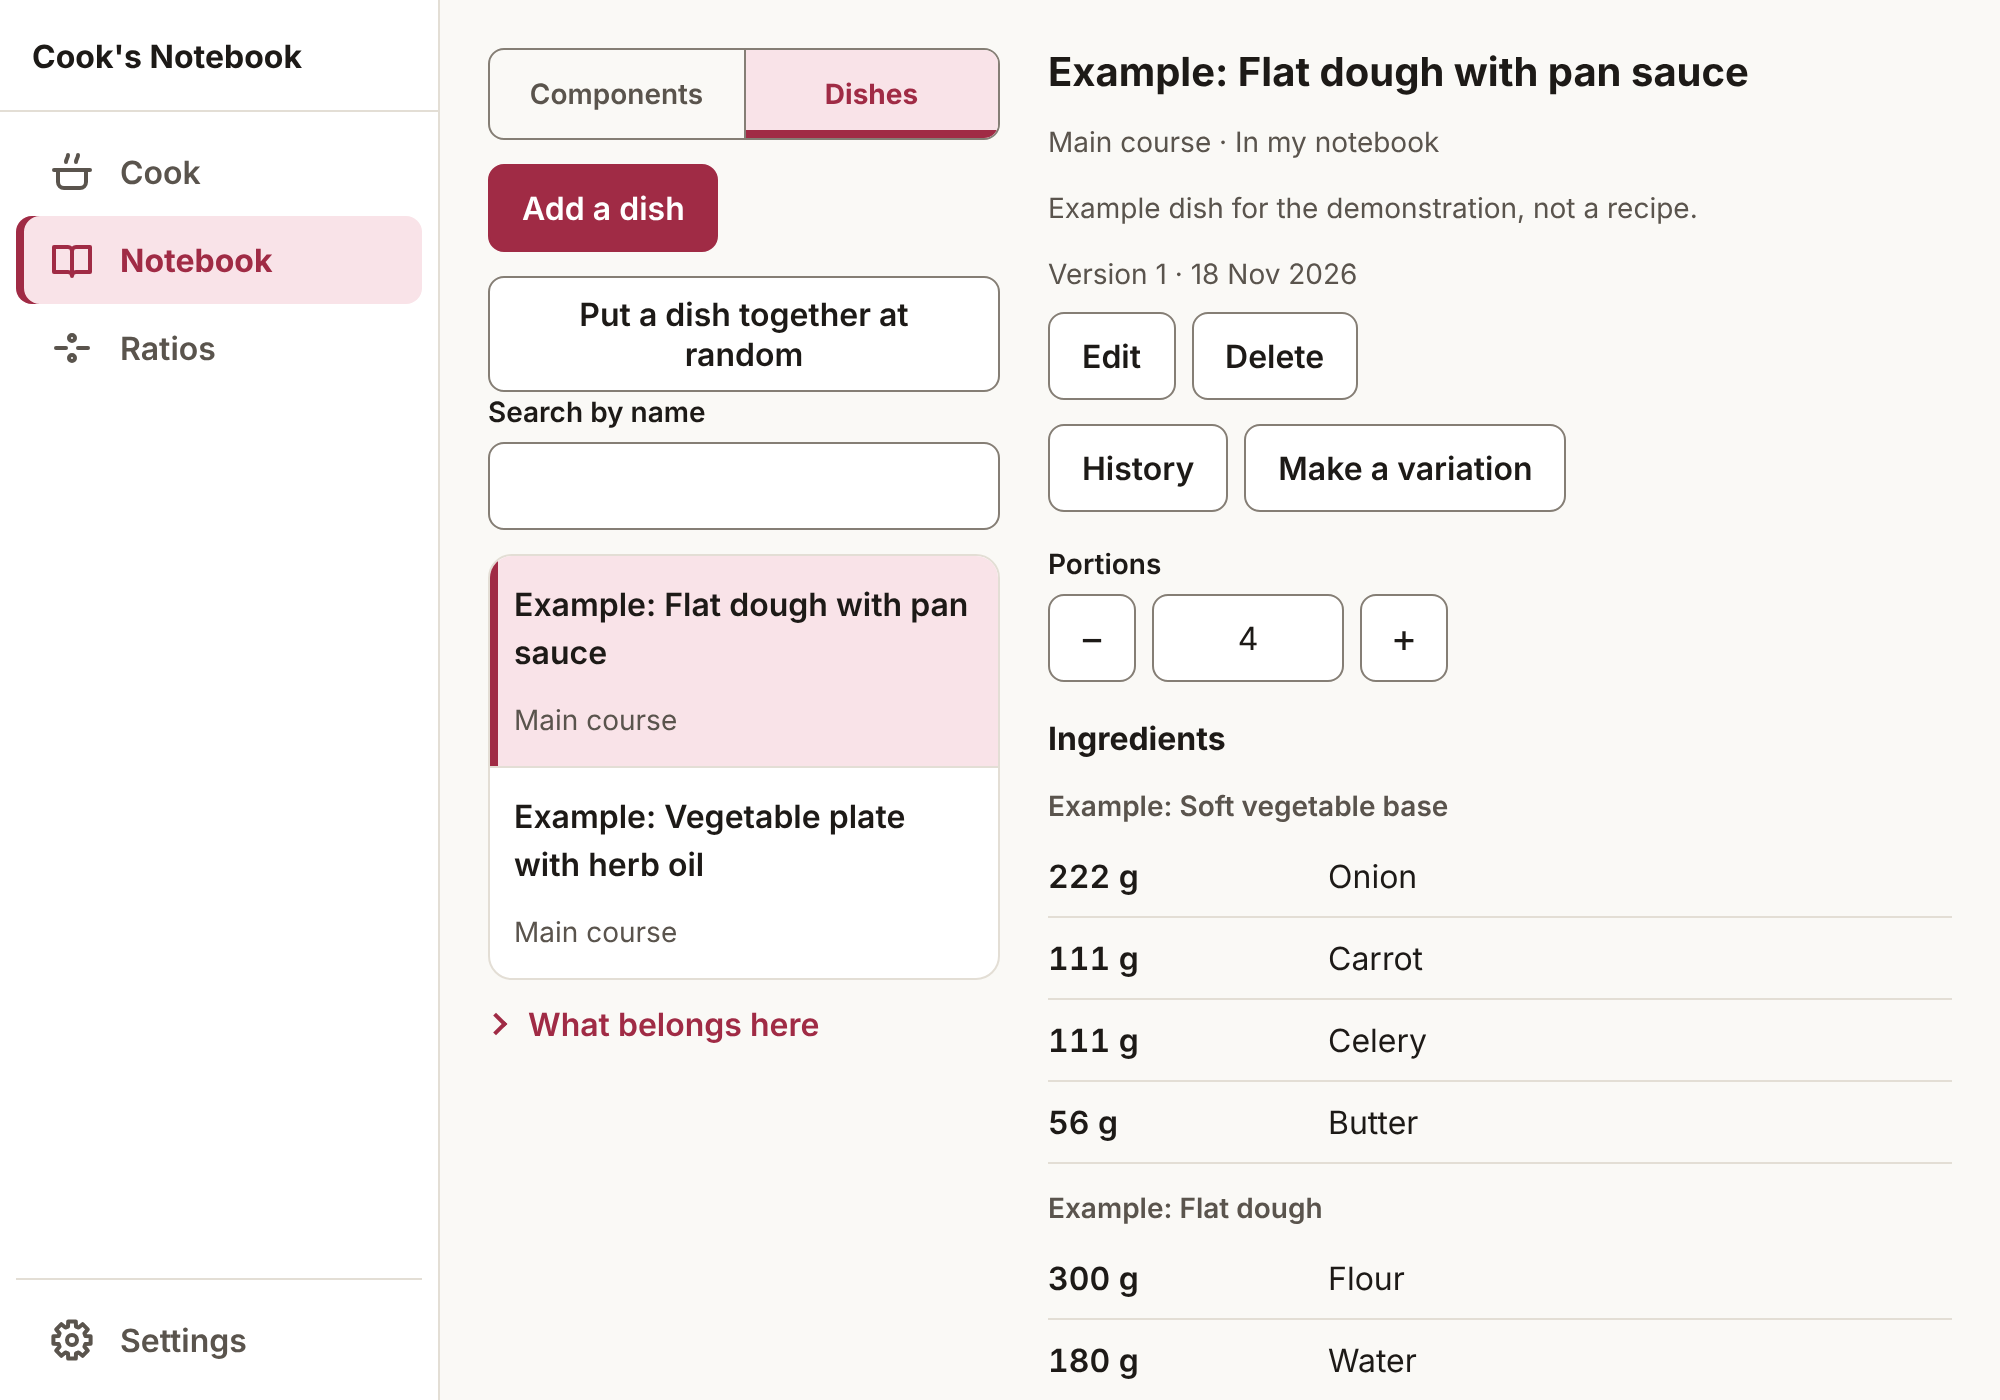 Cook's Notebook
Cook
Notebook
Ratios
Settings
Components
Dishes
Add a dish
Put a dish together at
random
Search by name
Example: Flat dough with pan
sauce
Main course
Example: Vegetable plate
with herb oil
Main course
What belongs here
Example: Flat dough with pan sauce
Main course · In my notebook
Example dish for the demonstration, not a recipe.
Version 1 · 18 Nov 2026
Edit
Delete
History
Make a variation
Portions
− 4 +
Ingredients
Example: Soft vegetable base
222 g Onion
111 g Carrot
111 g Celery
56 g Butter
Example: Flat dough
300 g Flour
180 g Water